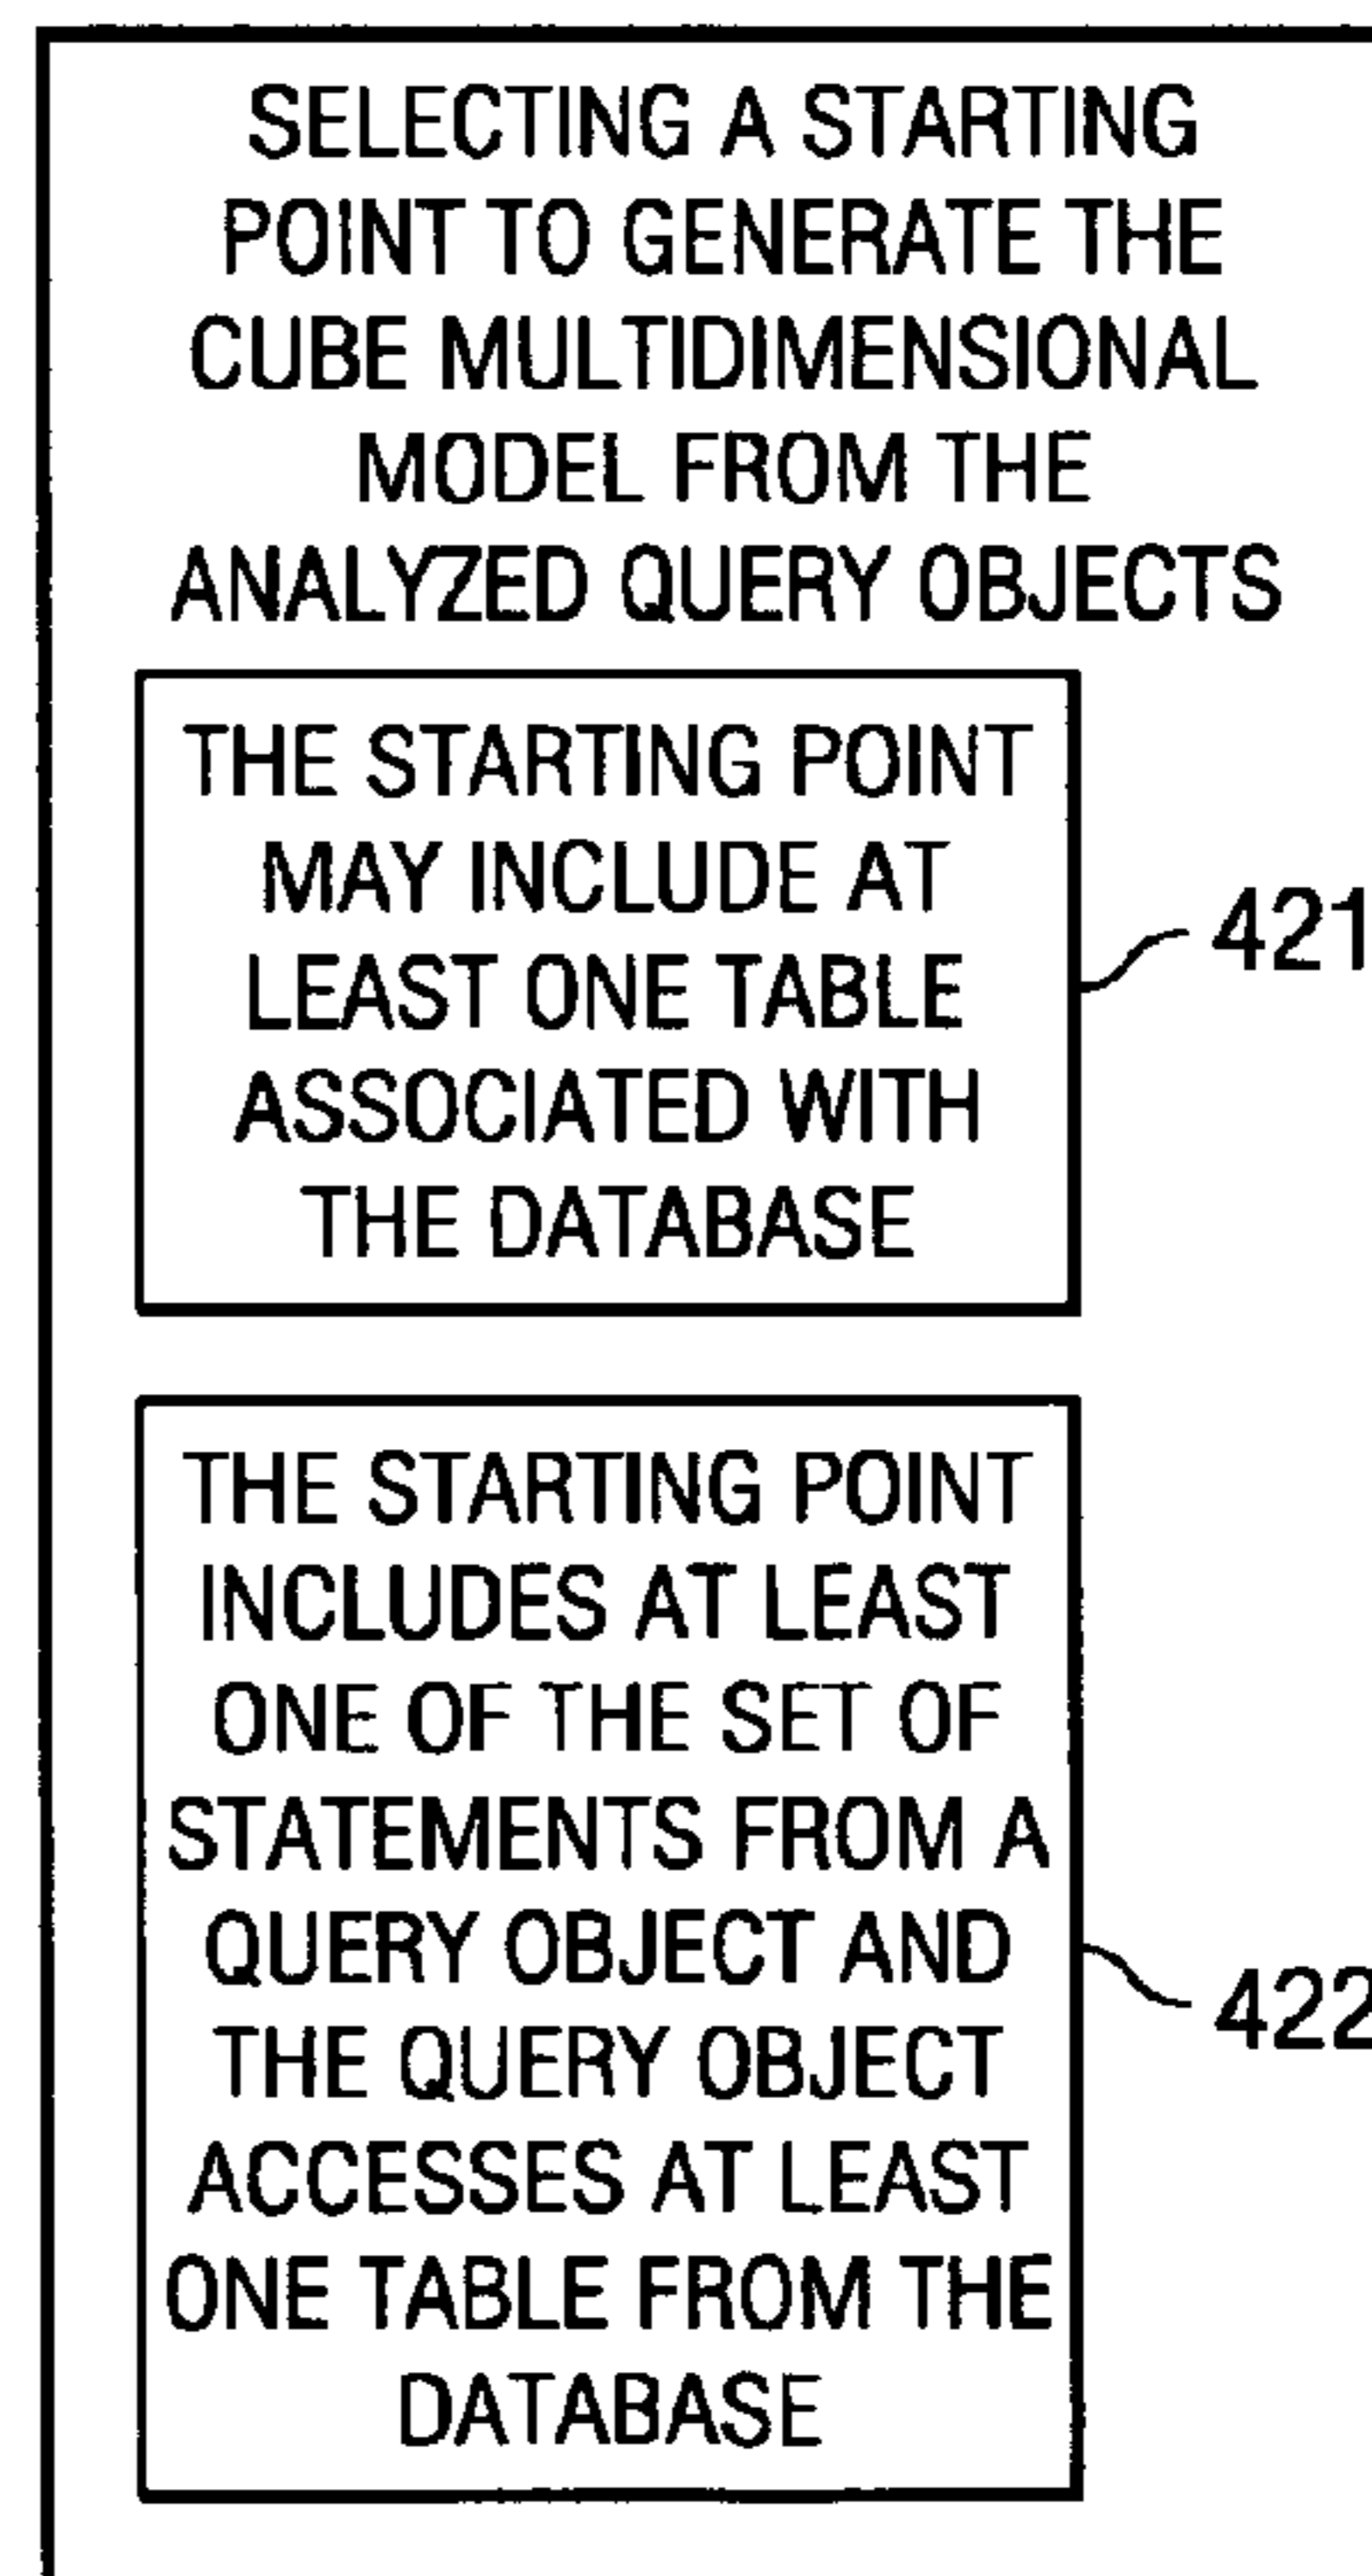 SELECTING A STARTING
POINT TO GENERATE THE
CUBE MULTIDIMENSIONAL
MODEL FROM THE
ANALYZED QUERY OBJECTS
THE STARTING POINT
MAY INCLUDE AT
LEAST ONE TABLE
ASSOCIATED WITH
THE DATABASE
421
THE STARTING POINT
INCLUDES AT LEAST
ONE OF THE SET OF
STATEMENTS FROM A
QUERY OBJECT AND
THE QUERY OBJECT
ACCESSES AT LEAST
ONE TABLE FROM THE
DATABASE
422